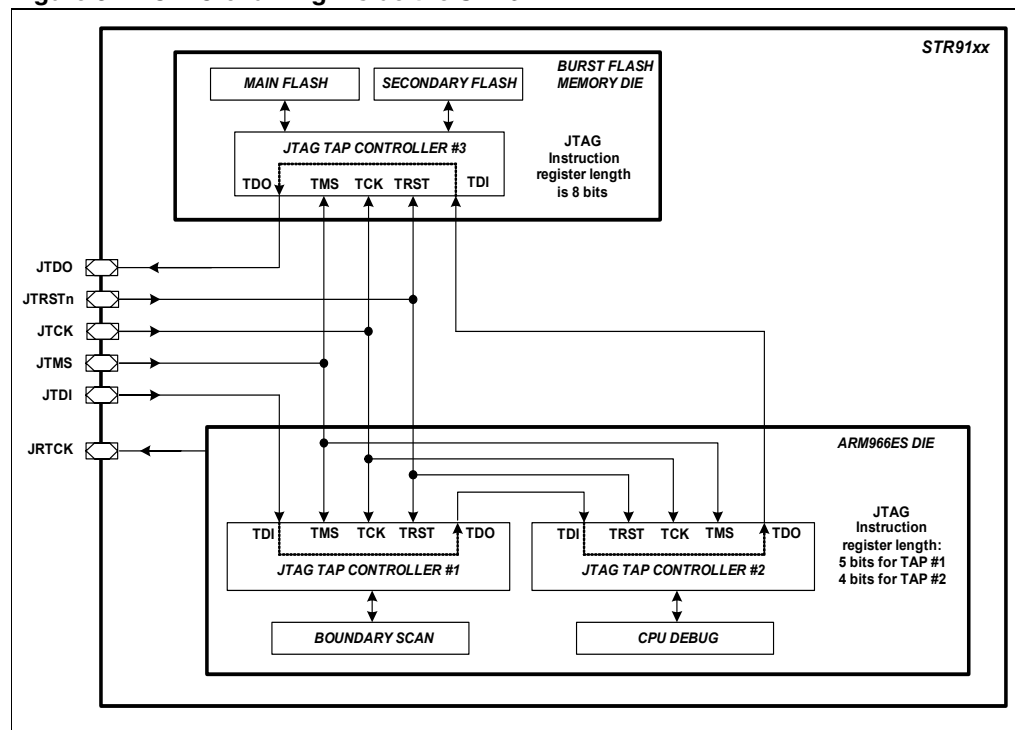 STR91xx
BURST FLASH
MEMORY DIE
MAIN FLASH
SECONDARY FLASH
JTAG TAP CONTROLLER #3
TDO TMS TCK TRST TDI
JTAG
Instruction
register length
is 8 bits
JTDO
JTRSTn
JTCK
JTMS
JTDI
JRTCK
ARM966ES DIE
TDI TMS TCK TRST TDO
JTAG TAP CONTROLLER #1
BOUNDARY SCAN
TDI TRST TCK TMS TDO
JTAG TAP CONTROLLER #2
CPU DEBUG
JTAG
Instruction
register length:
5 bits for TAP #1
4 bits for TAP #2